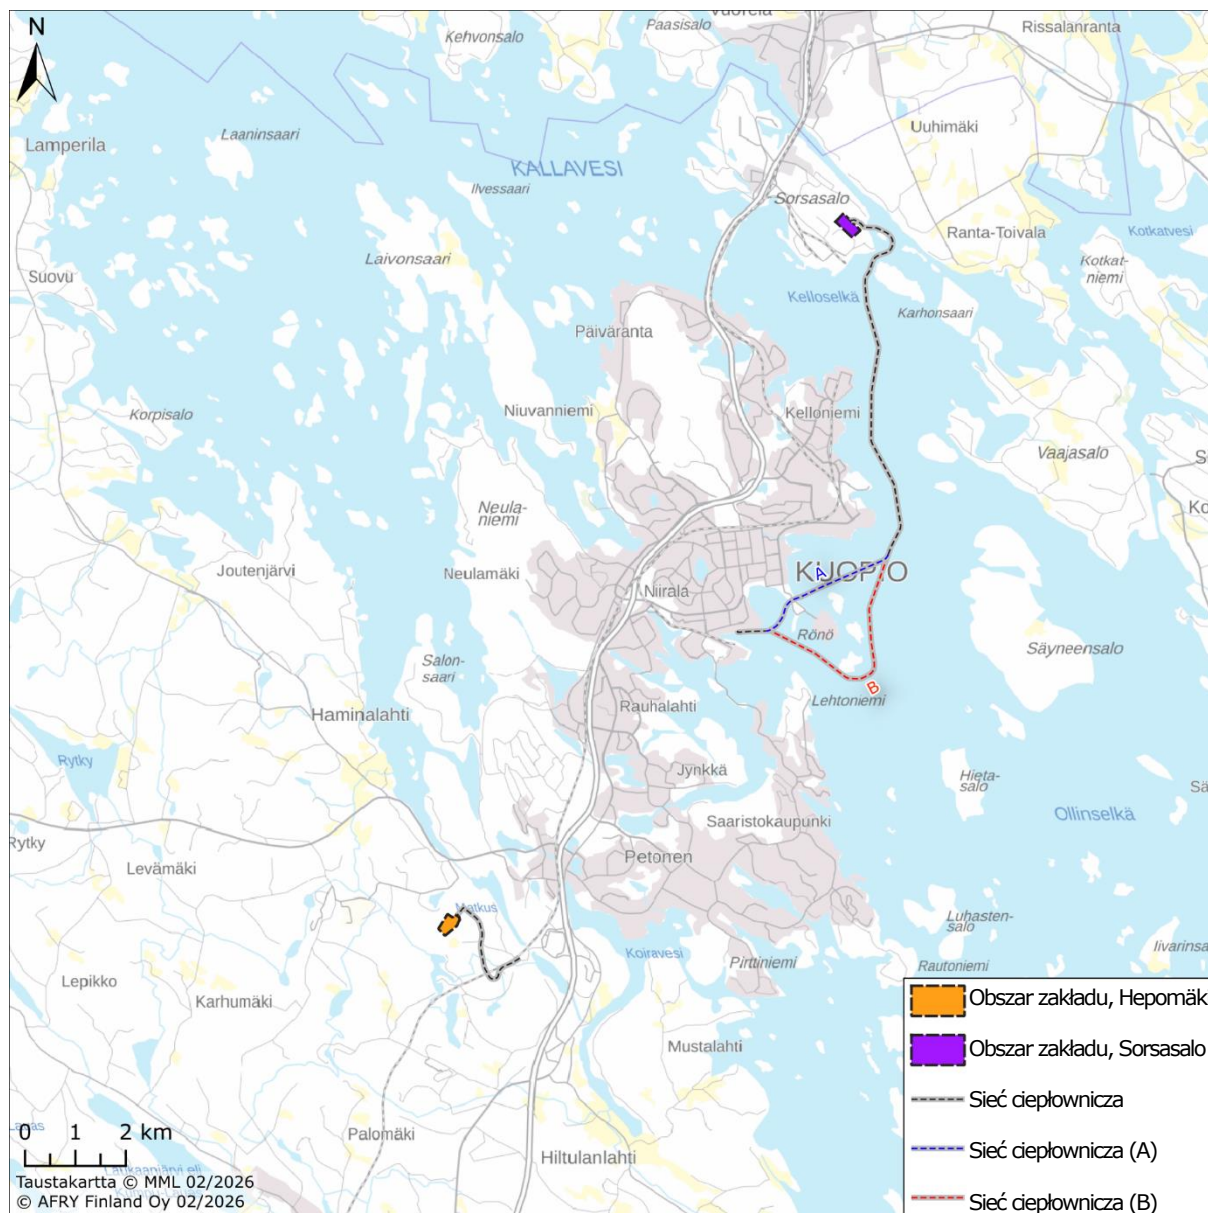 N
Vuorela
Kehvonsalo
Paasisalo
Rissalanranta
Lamperila
Laaninsaari
Uuhimäki
KALLAVESI
Ilvessaari
Sorsasalo
Ranta-Toivala
Kotkatvesi
Laivonsaari
Suovu
Kotkat-
niemi
Kelloselkä
Karhonsaari
Päiväranta
Korpisalo
Niuvanniemi
Kelloniemi
Vaajasalo
Neula-
niemi
Joutenjärvi
Neulamäki
A
KUOPIO
Niirala
Rönö
Säyneensalo
Salon-
saari
B
Lehtoniemi
Haminalahti
Rauhalahti
Rytky
Jynkkä
Hieta-
salo
Ollinselkä
Saaristokaupunki
Rytky
Levämäki
Petonen
Matkus
Luhasten-
salo
Koiravesi
Pirttiniemi
Rautoniemi
Iivarinsa
Lepikko
Karhumäki
Mustalahti
Palomäki
Hiltulanlahti
Obszar zakładu, Hepomäk
Obszar zakładu, Sorsasalo
Sieć ciepłownicza
Sieć ciepłownicza (A)
Sieć ciepłownicza (B)
0 1 2 km
Taustakartta © MML 02/2026
© AFRY Finland Oy 02/2026